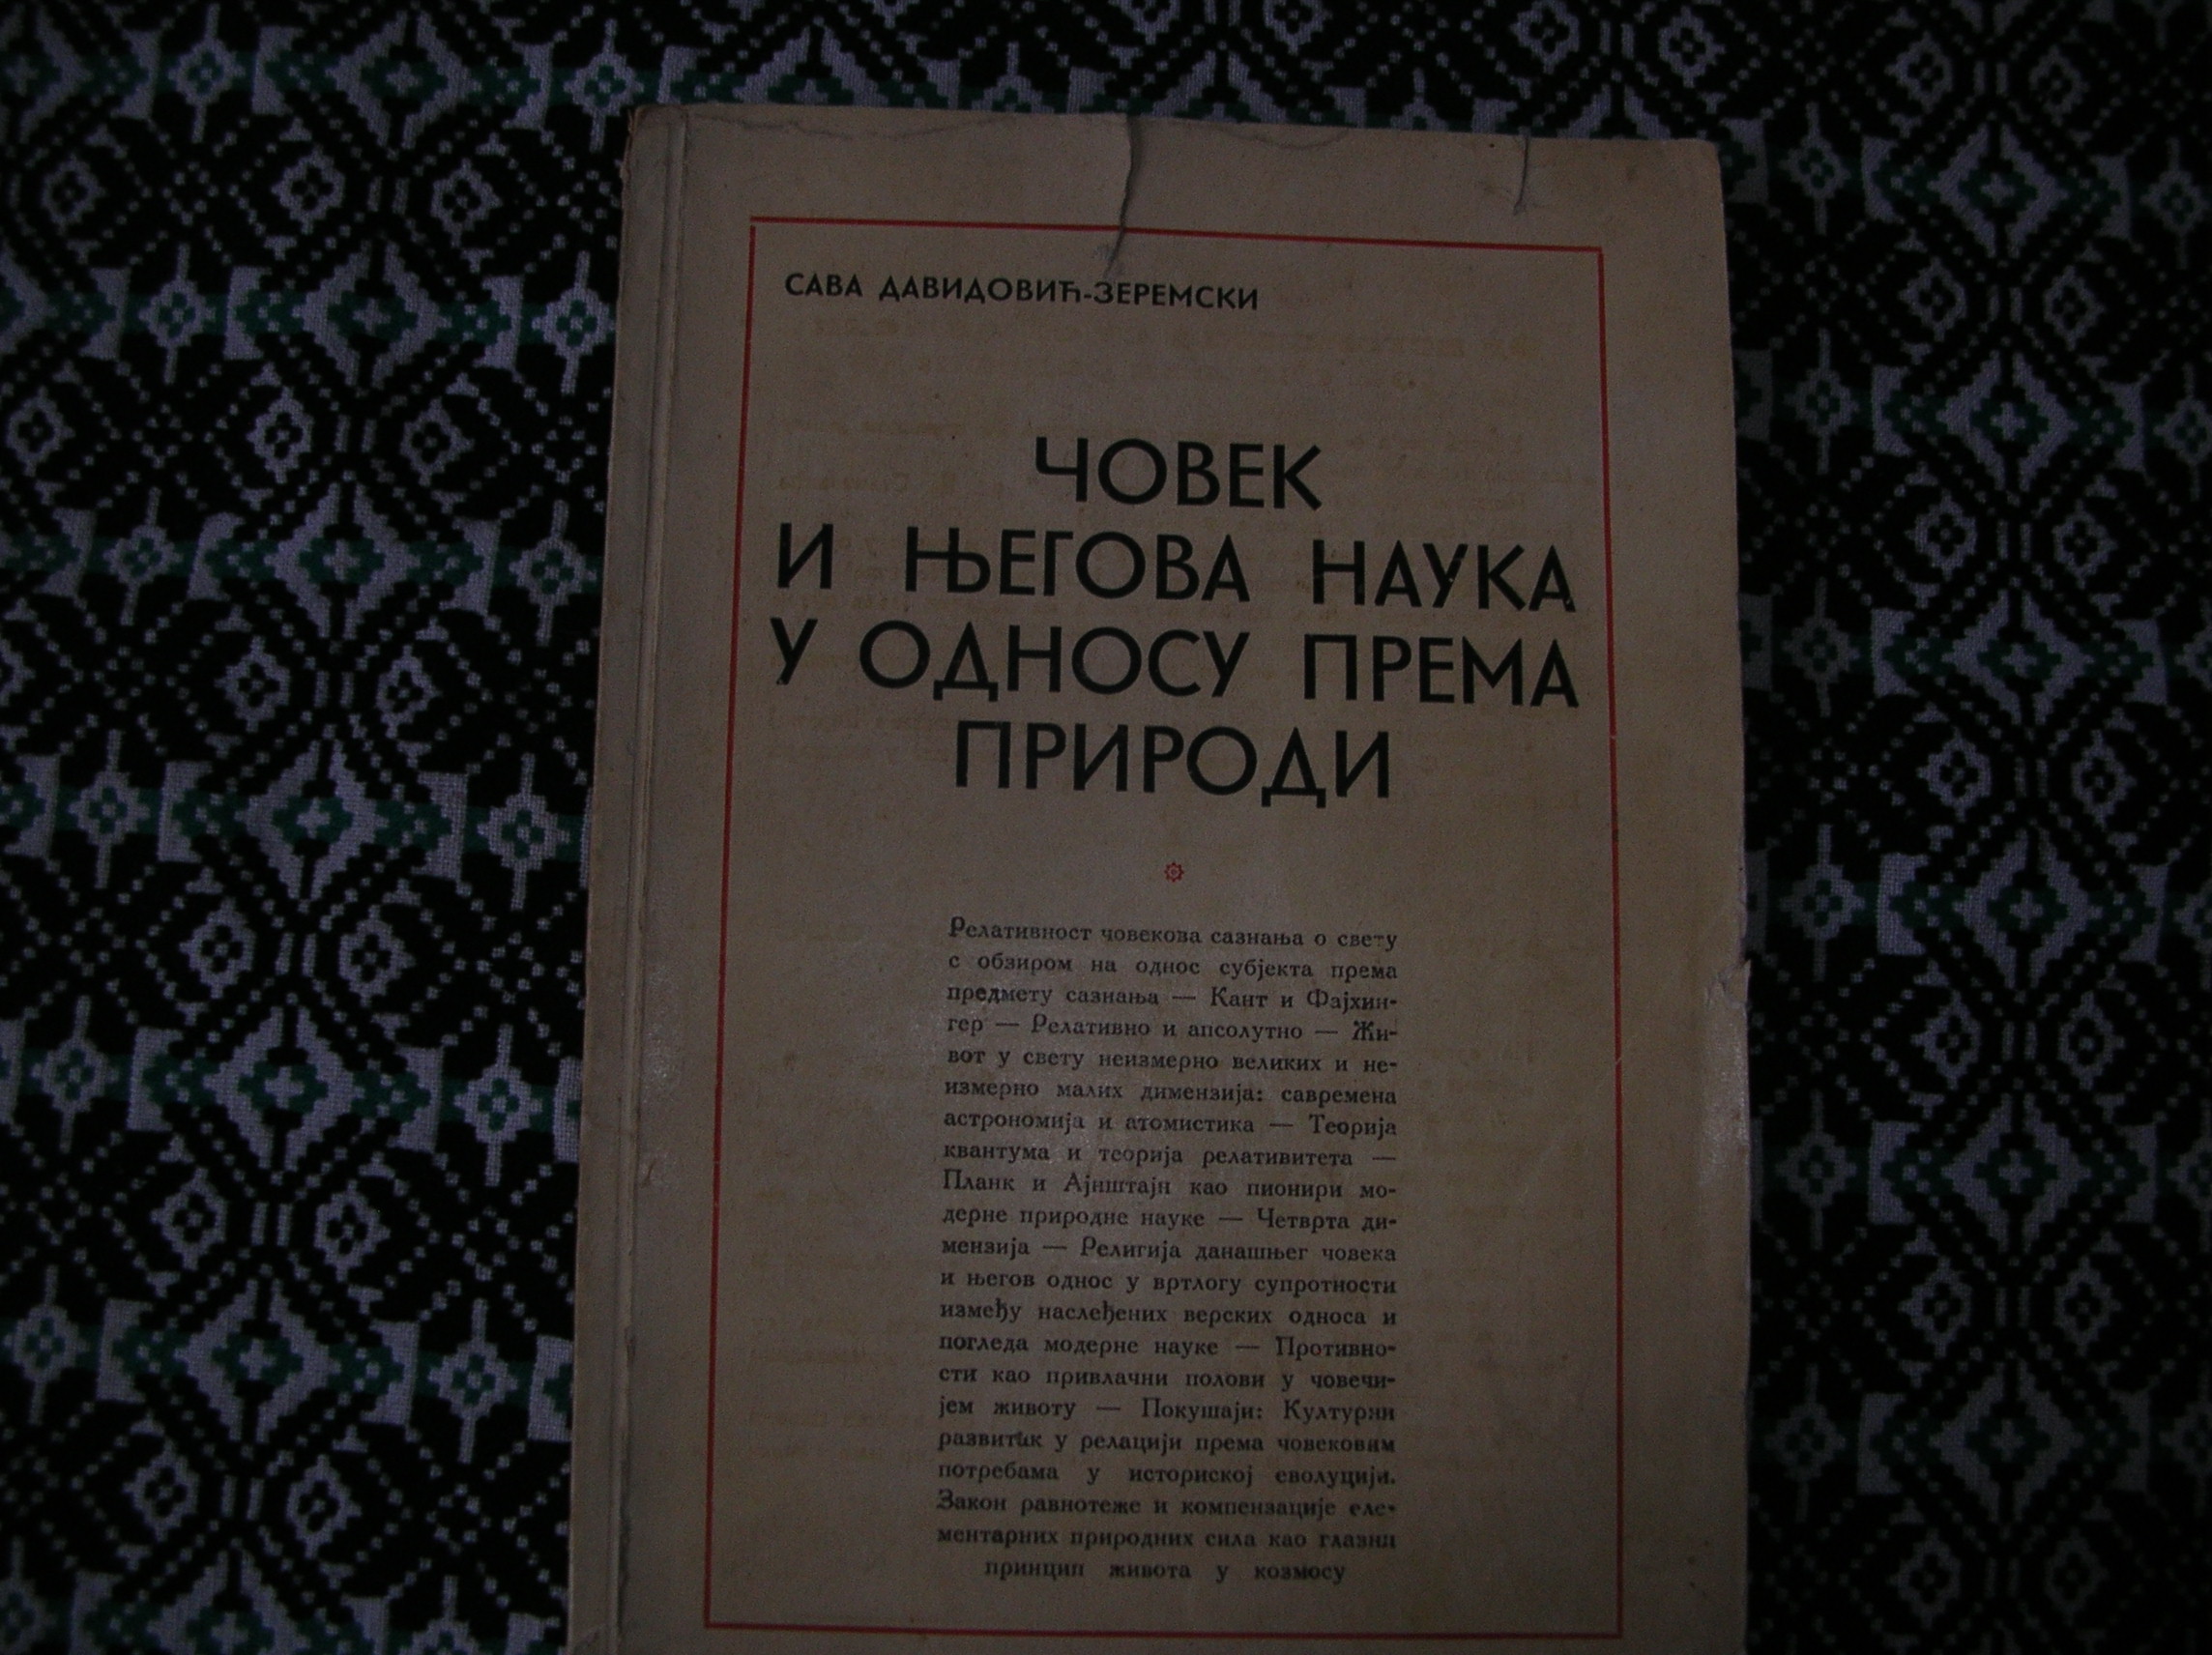 САВА ДАВИДОВИЋ-ЗЕРЕМСКИ
ЧОВЕК
И ЊЕГОВА НАУКА
У ОДНОСУ ПРЕМА
ПРИРОДИ
Релативност човекова сазнања о свету
с обзиром на однос субјекта према
предмету сазнања — Кант и Фајхин-
гер — Релативно и апсолутно — Жи-
вот у свету неизмерно великих и не-
измерно малих димензија: савремена
астрономија и атомистика — Теорија
квантума и теорија релативитета —
Планк и Ајнштајн као пионири мо-
дерне природне науке — Четврта ди-
мензија — Религија данашњег човека
и његов однос у вртлогу супротности
између наслеђених верских односа и
погледа модерне науке — Противно-
сти као привлачни полови у човечи-
јем животу — Покушаји: Културни
развитак у релацији према човековим
потребама у историској еволуцији.
Закон равнотеже и компензације еле-
ментарних природних сила као главни
принцип живота у козмосу